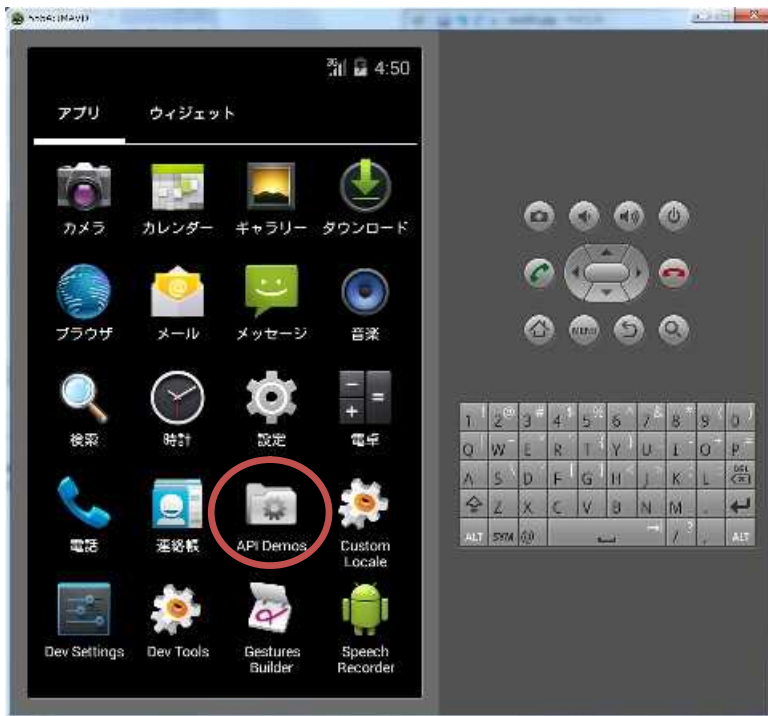 5554:JMAVD
3G 4:50
アプリ ウィジェット
カメラ カレンダー ギャラリー ダウンロード
ブラウザ メール メッセージ 音楽
検索 時計 設定 電卓
電話 連絡帳 API Demos Custom Locale
Dev Settings Dev Tools Gestures Builder Speech Recorder
MENU
1 ! 2 @ 3 # 4 $ 5 % 6 ^ 7 & 8 * 9 ( 0 )
Q W E R T Y U I O P
A S D F G H J K L DEL
Z X C V B N M .
ALT SYM @ / ? , ALT